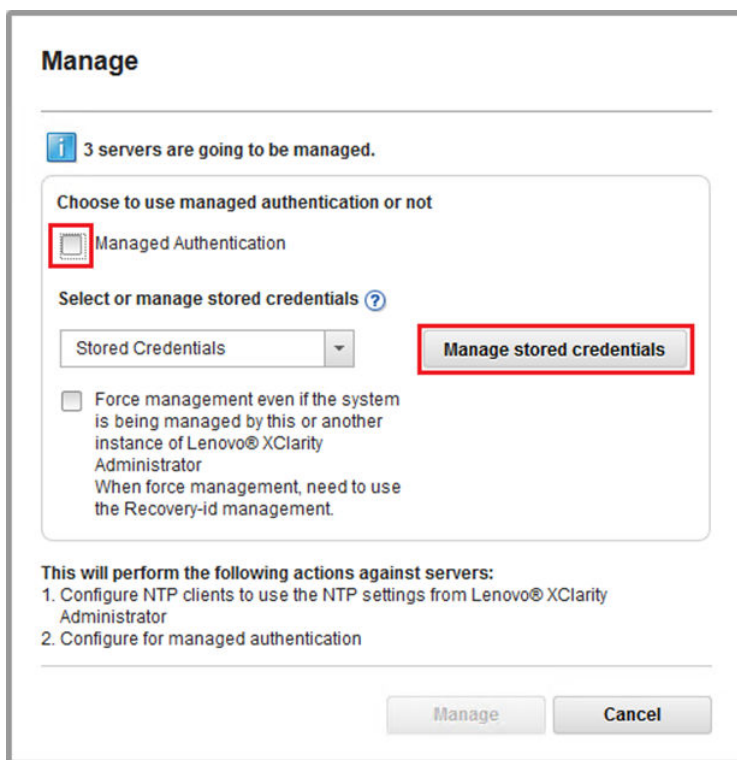 Manage
3 servers are going to be managed.
Choose to use managed authentication or not
Managed Authentication
Select or manage stored credentials ?
Stored Credentials
Manage stored credentials
Force management even if the system
is being managed by this or another
instance of Lenovo® XClarity
Administrator
When force management, need to use
the Recovery-id management.
This will perform the following actions against servers:
1. Configure NTP clients to use the NTP settings from Lenovo® XClarity
Administrator
2. Configure for managed authentication
Manage
Cancel